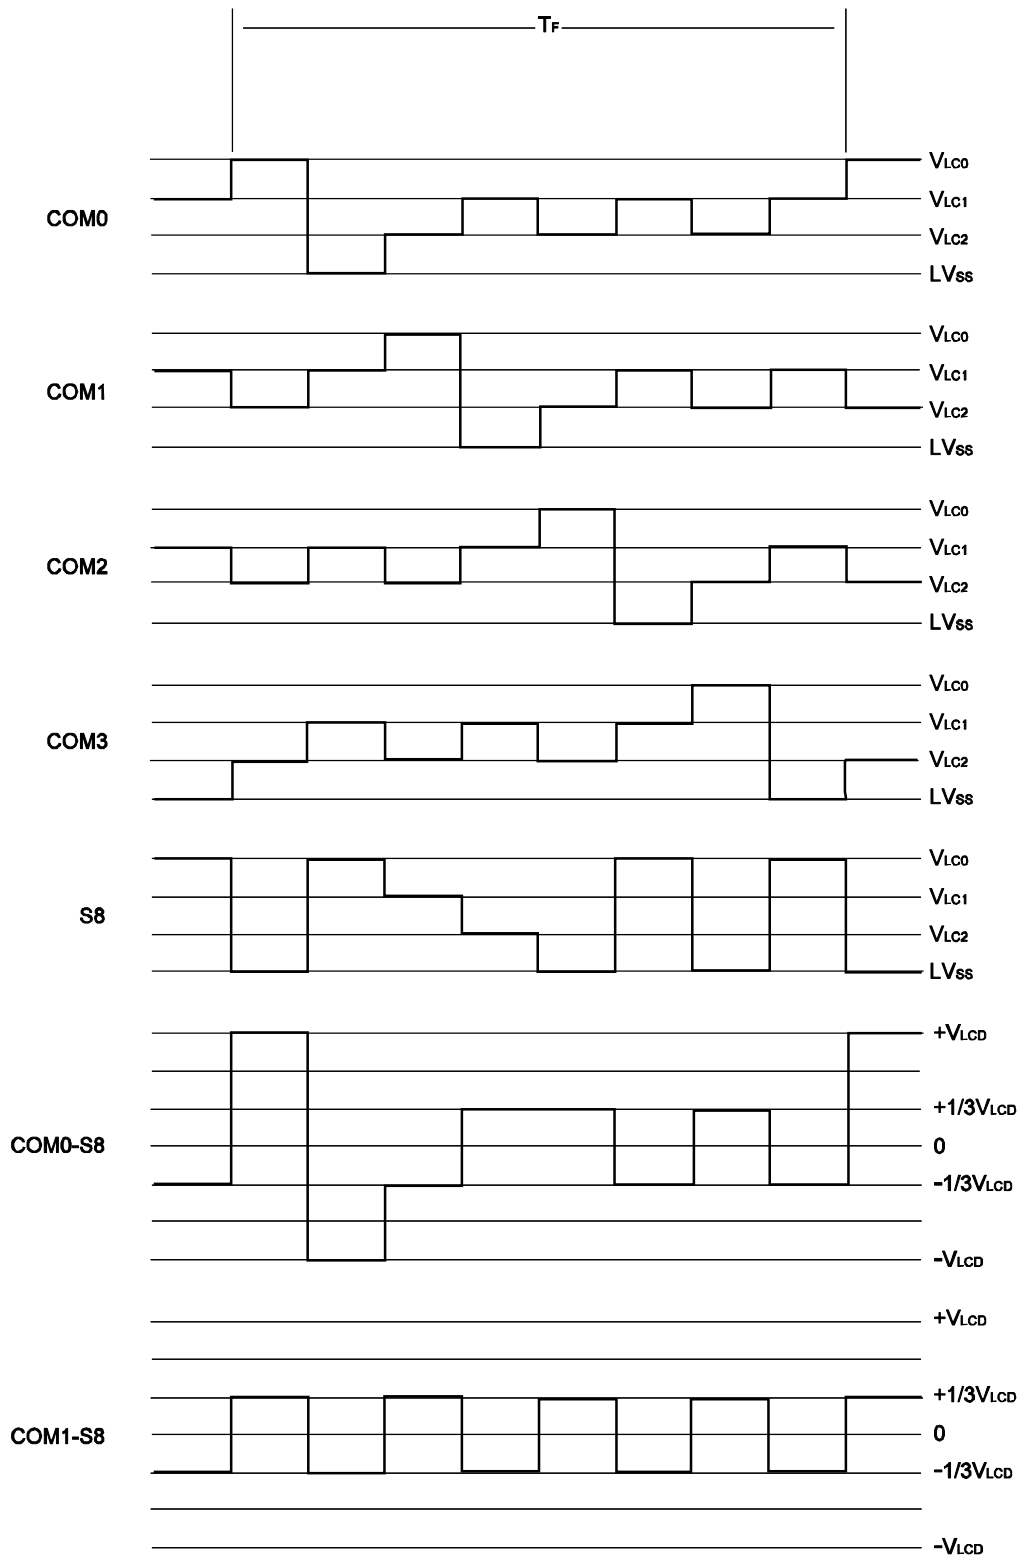 TF
COM0
VLC0
VLC1
VLC2
LVSS
COM1
VLC0
VLC1
VLC2
LVSS
COM2
VLC0
VLC1
VLC2
LVSS
COM3
VLC0
VLC1
VLC2
LVSS
S8
VLC0
VLC1
VLC2
LVSS
COM0-S8
+VLCD
+1/3VLCD
0
-1/3VLCD
-VLCD
COM1-S8
+VLCD
+1/3VLCD
0
-1/3VLCD
-VLCD